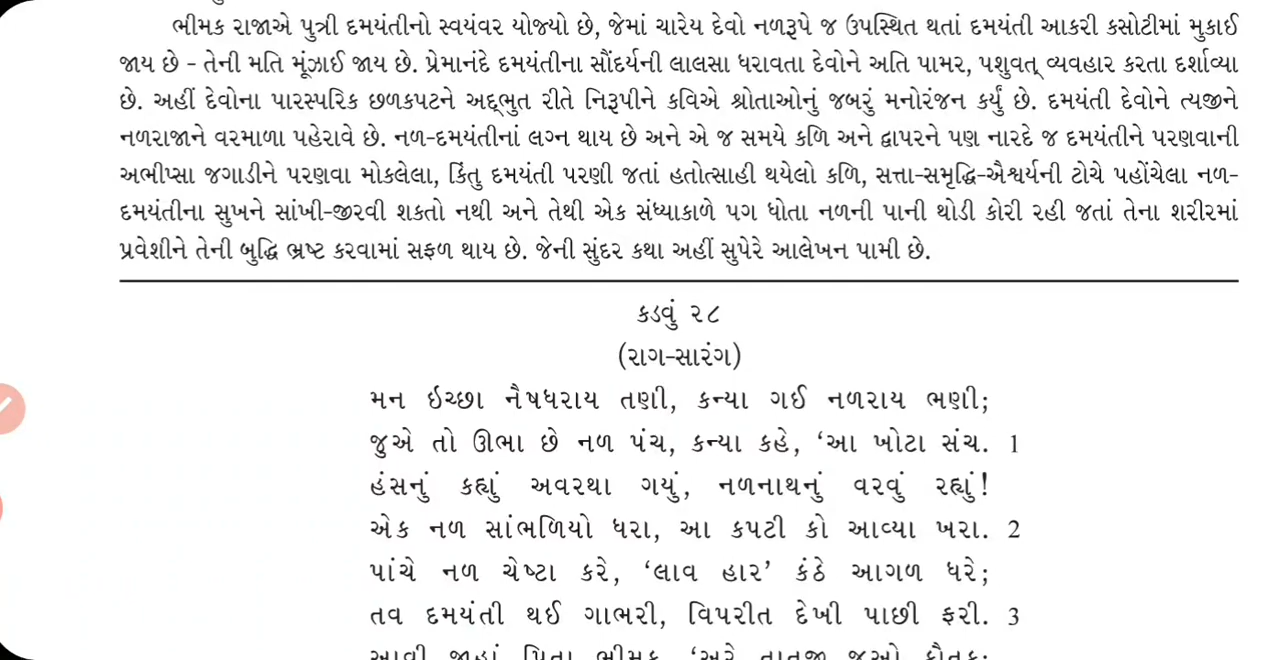 ભીમક રાજાએ પુત્રી દમયંતીનો સ્વયંવર યોજ્યો છે, જેમાં ચારેય દેવો નળરૂપે જ ઉપસ્થિત થતાં દમયંતી આકરી કસોટીમાં મુકાઈ
જાય છે - તેની મતિ મૂંઝાઈ જાય છે. પ્રેમાનંદે દમયંતીના સૌંદર્યની લાલસા ધરાવતા દેવોને અતિ પામર, પશુવત્ વ્યવહાર કરતા દર્શાવ્યા
છે. અહીં દેવોના પારસ્પરિક છળકપટને અદ્ભુત રીતે નિરૂપીને કવિએ શ્રોતાઓનું જબરું મનોરંજન કર્યું છે. દમયંતી દેવોને ત્યજીને
નળરાજાને વરમાળા પહેરાવે છે. નળ-દમયંતીનાં લગ્ન થાય છે અને એ જ સમયે કળિ અને દ્વાપરને પણ નારદે જ દમયંતીને પરણવાની
અભીપ્સા જગાડીને પરણવા મોકલેલા, કિંતુ દમયંતી પરણી જતાં હતોત્સાહી થયેલો કળિ, સત્તા-સમૃદ્ધિ-ઐશ્વર્યની ટોચે પહોંચેલા નળ-
દમયંતીના સુખને સાંખી-જીરવી શકતો નથી અને તેથી એક સંધ્યાકાળે પગ ધોતા નળની પાની થોડી કોરી રહી જતાં તેના શરીરમાં
પ્રવેશીને તેની બુદ્ધિ ભ્રષ્ટ કરવામાં સફળ થાય છે. જેની સુંદર કથા અહીં સુપેરે આલેખન પામી છે.
કડવું ૨૮
(રાગ-સારંગ)
મન ઇચ્છા નૈષધરાય તણી, કન્યા ગઈ નળરાય ભણી;
જુએ તો ઊભા છે નળ પંચ, કન્યા કહે, ‘આ ખોટા સંચ. 1
હંસનું કહ્યું અવરથા ગયું, નળનાથનું વરવું રહ્યું!
એક નળ સાંભળિયો ધરા, આ કપટી કો આવ્યા ખરા. 2
પાંચે નળ ચેષ્ટા કરે, ‘લાવ હાર’ કંઠે આગળ ધરે;
તવ દમયંતી થઈ ગાભરી, વિપરીત દેખી પાછી ફરી. 3